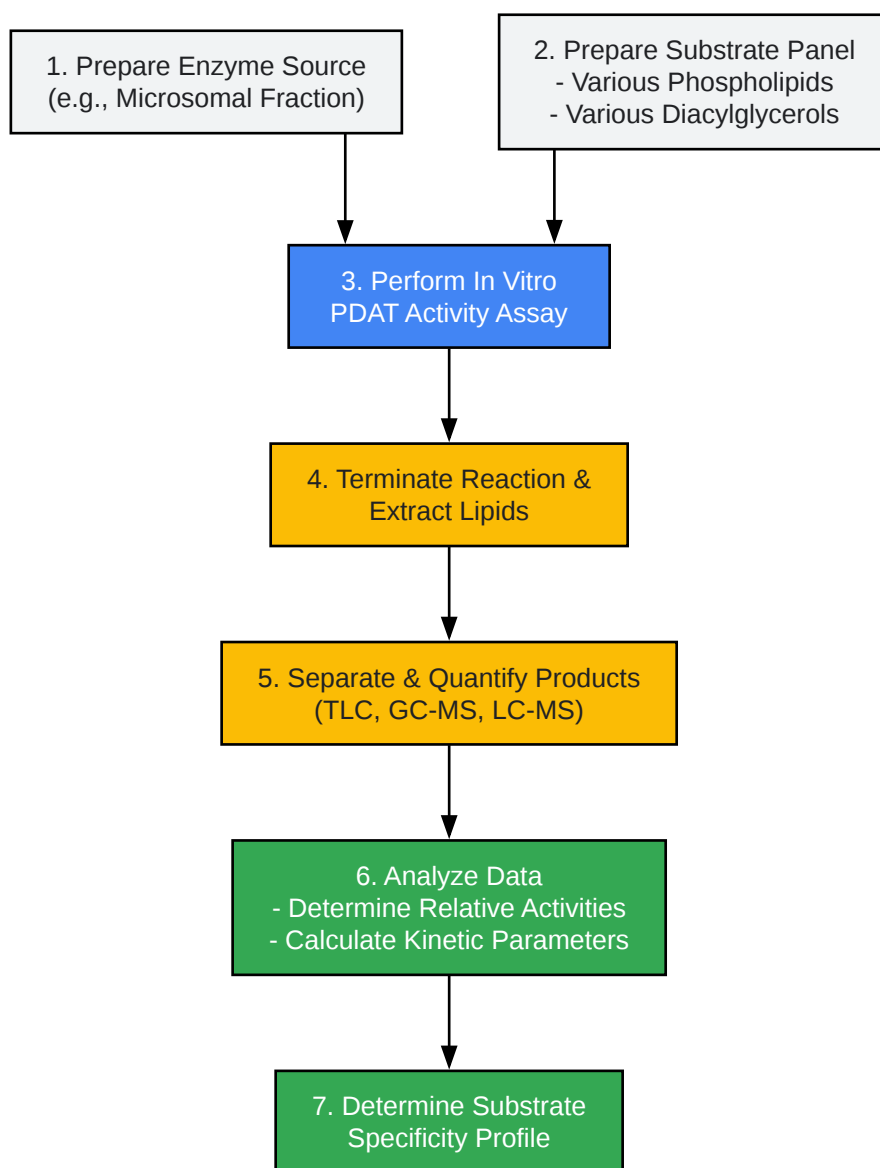 1. Prepare Enzyme Source
(e.g., Microsomal Fraction)
2. Prepare Substrate Panel
- Various Phospholipids
- Various Diacylglycerols
3. Perform In Vitro
PDAT Activity Assay
4. Terminate Reaction &
Extract Lipids
5. Separate & Quantify Products
(TLC, GC-MS, LC-MS)
6. Analyze Data
- Determine Relative Activities
- Calculate Kinetic Parameters
7. Determine Substrate
Specificity Profile